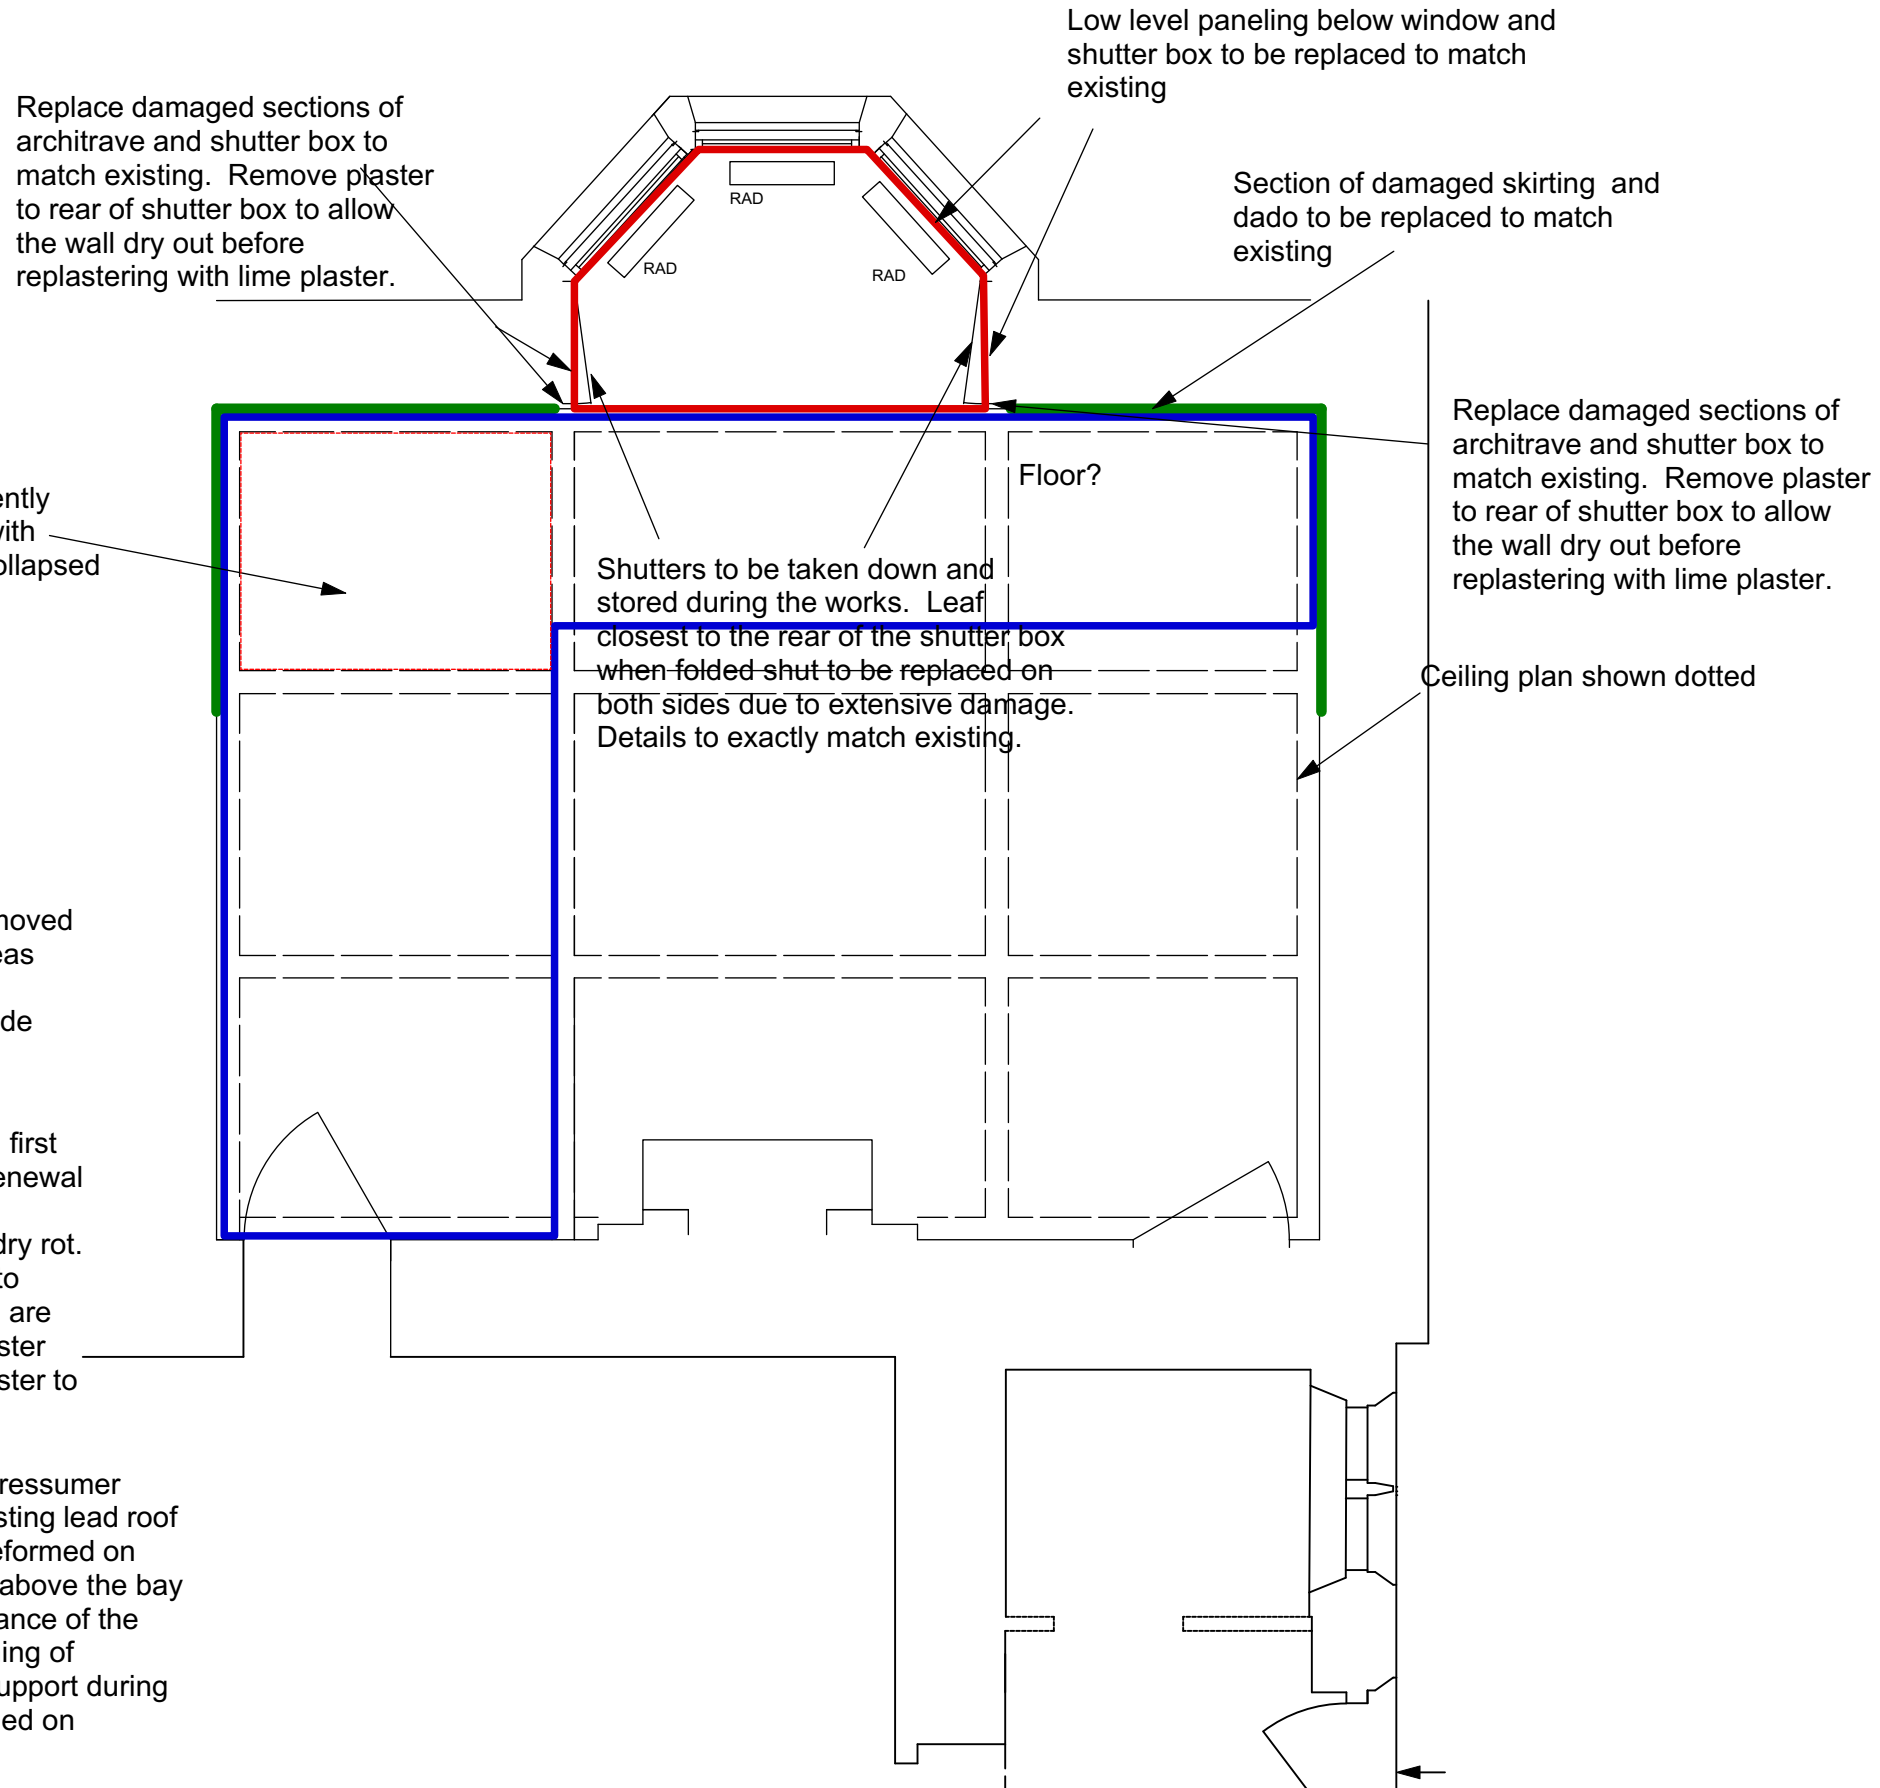 Low level paneling below window and
shutter box to be replaced to match
existing
Replace damaged sections of
architrave and shutter box to
match existing.  Remove plaster
to rear of shutter box to allow
the wall dry out before
replastering with lime plaster.
Section of damaged skirting  and
dado to be replaced to match
existing
RAD
RAD
RAD
Replace damaged sections of
architrave and shutter box to
match existing.  Remove plaster
to rear of shutter box to allow
the wall dry out before
replastering with lime plaster.
Floor?
ently
with
ollapsed
Shutters to be taken down and
stored during the works.  Leaf
closest to the rear of the shutter box
when folded shut to be replaced on
both sides due to extensive damage.
Details to exactly match existing.
Ceiling plan shown dotted
moved
eas
de
first
enewal
dry rot.
to
are
ster
ster to
ressumer
sting lead roof
eformed on
above the bay
ance of the
ing of
upport during
ed on